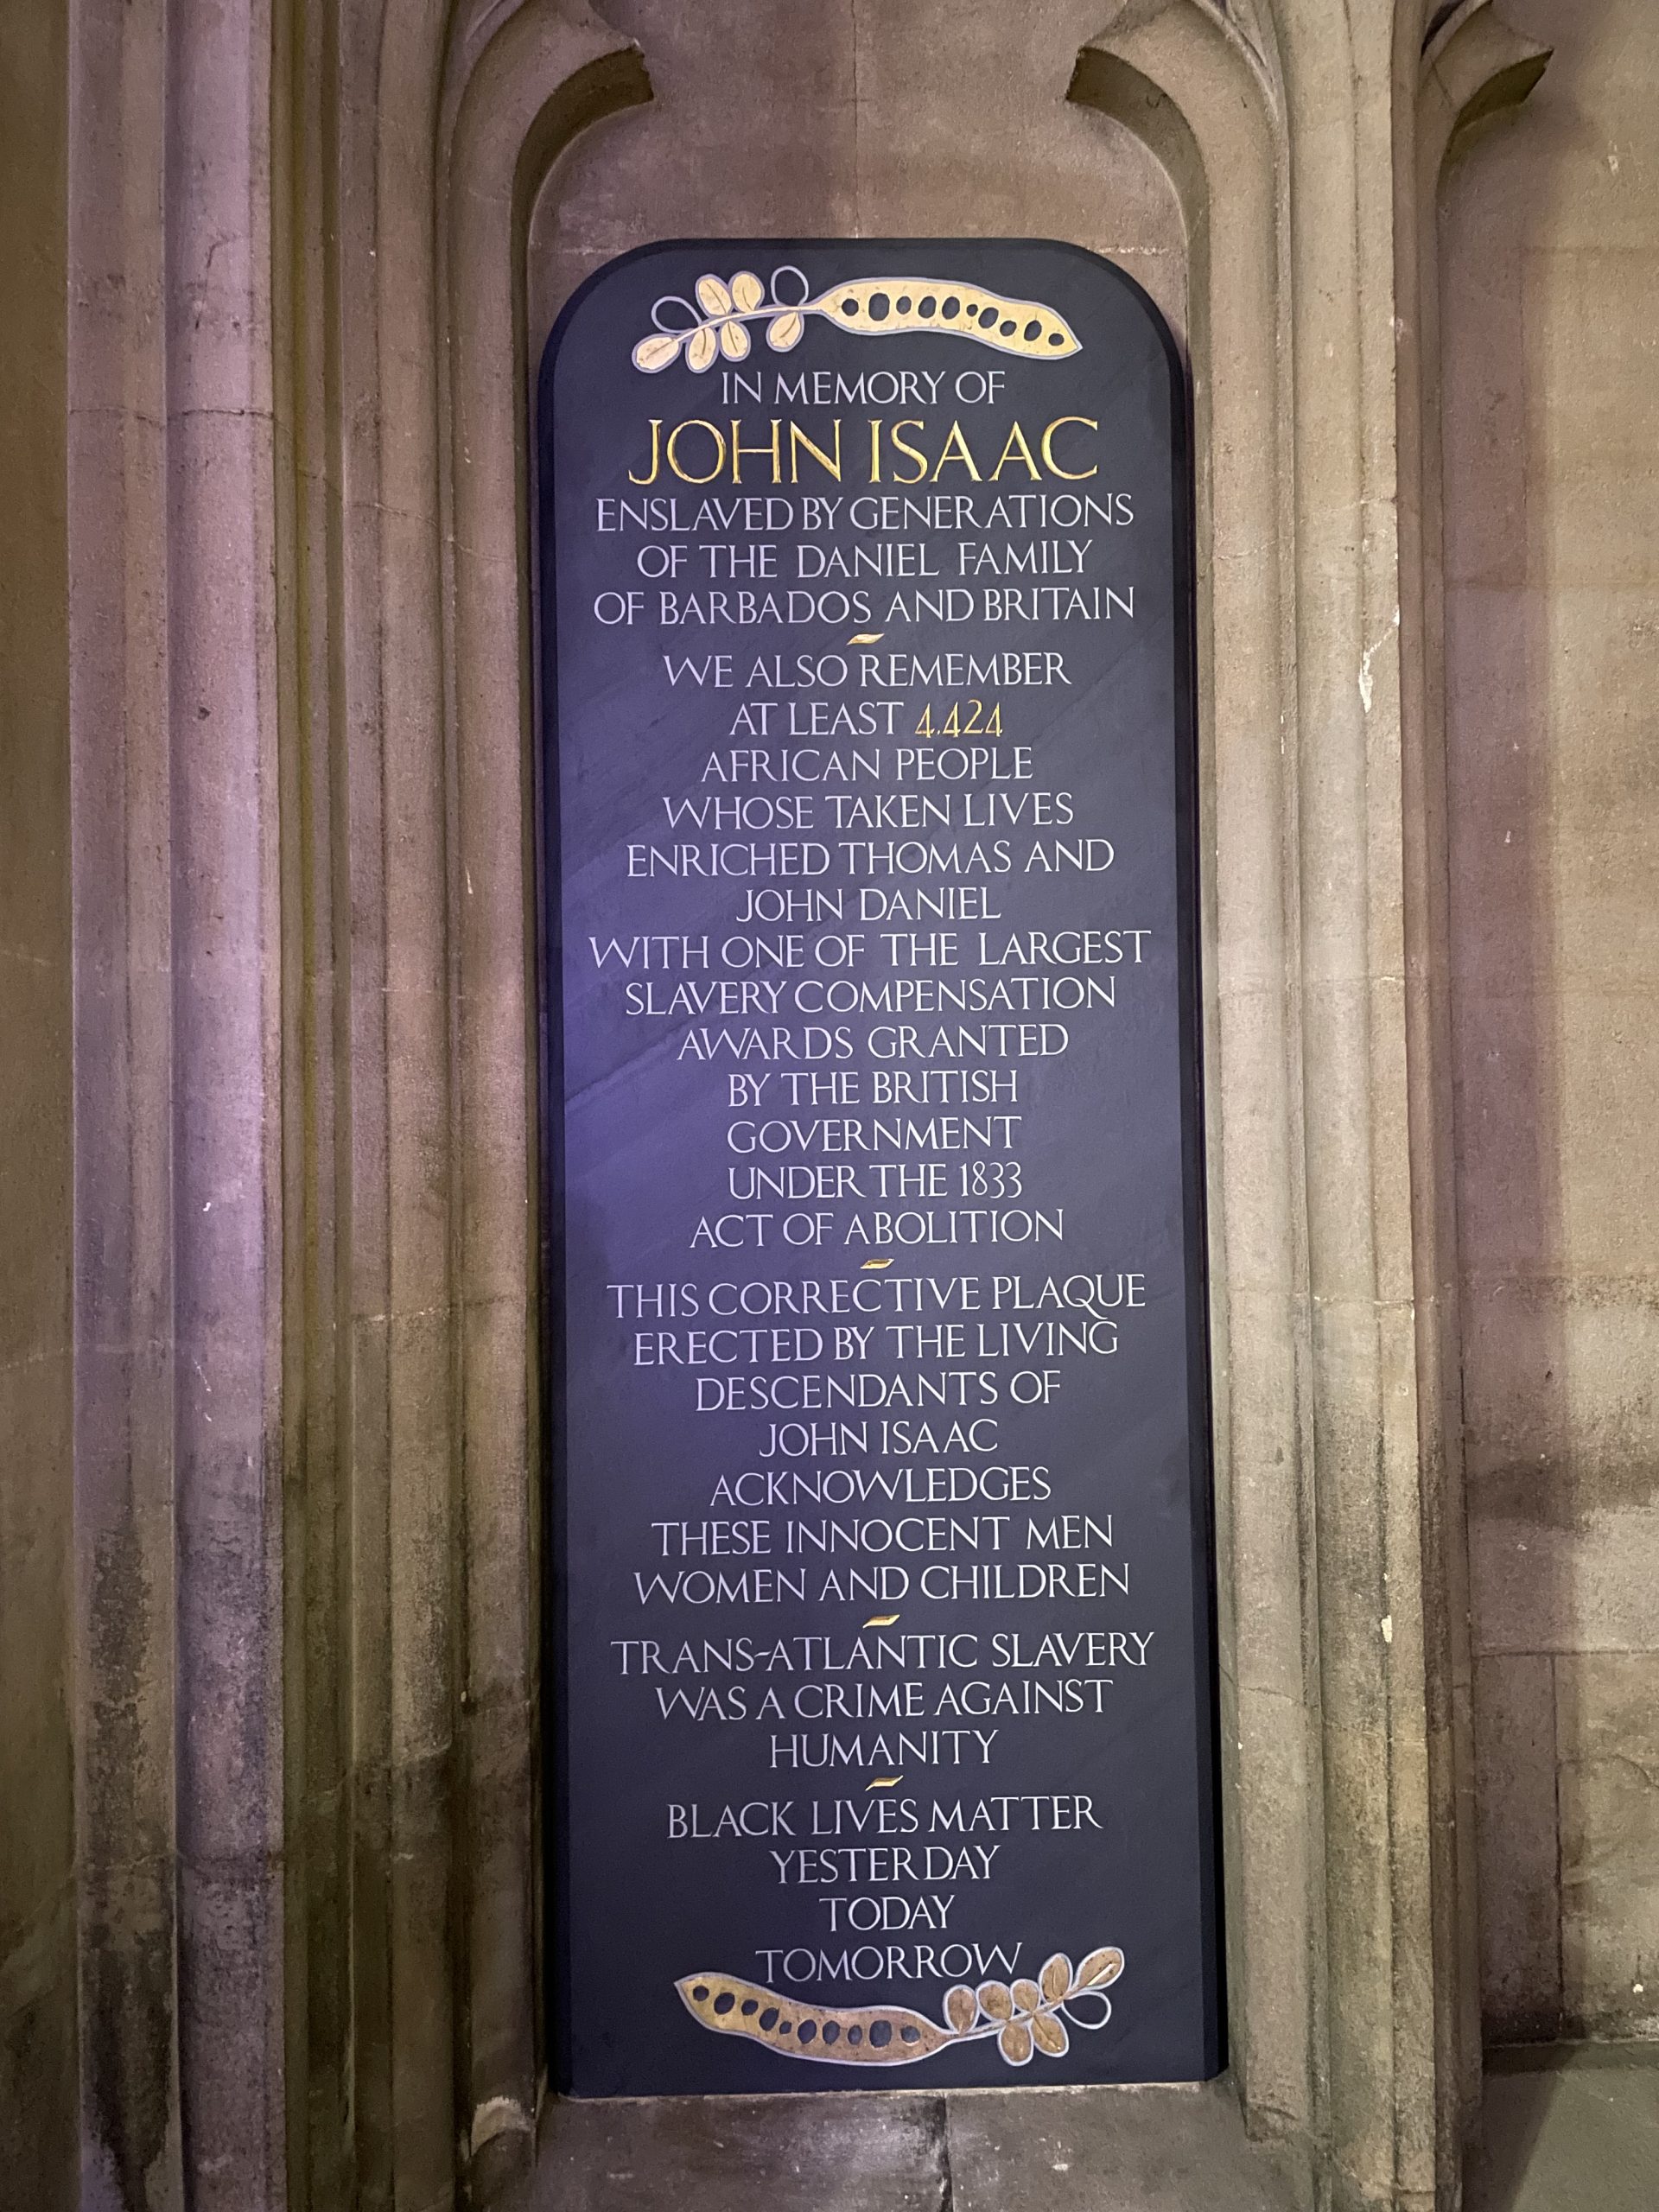 IN MEMORY OF
JOHN ISAAC
ENSLAVED BY GENERATIONS
OF THE DANIEL FAMILY
OF BARBADOS AND BRITAIN
WE ALSO REMEMBER
AT LEAST 4,424
AFRICAN PEOPLE
WHOSE TAKEN LIVES
ENRICHED THOMAS AND
JOHN DANIEL
WITH ONE OF THE LARGEST
SLAVERY COMPENSATION
AWARDS GRANTED
BY THE BRITISH
GOVERNMENT
UNDER THE 1833
ACT OF ABOLITION
THIS CORRECTIVE PLAQUE
ERECTED BY THE LIVING
DESCENDANTS OF
JOHN ISAAC
ACKNOWLEDGES
THESE INNOCENT MEN
WOMEN AND CHILDREN
TRANS-ATLANTIC SLAVERY
WAS A CRIME AGAINST
HUMANITY
BLACK LIVES MATTER
YESTERDAY
TODAY
TOMORROW